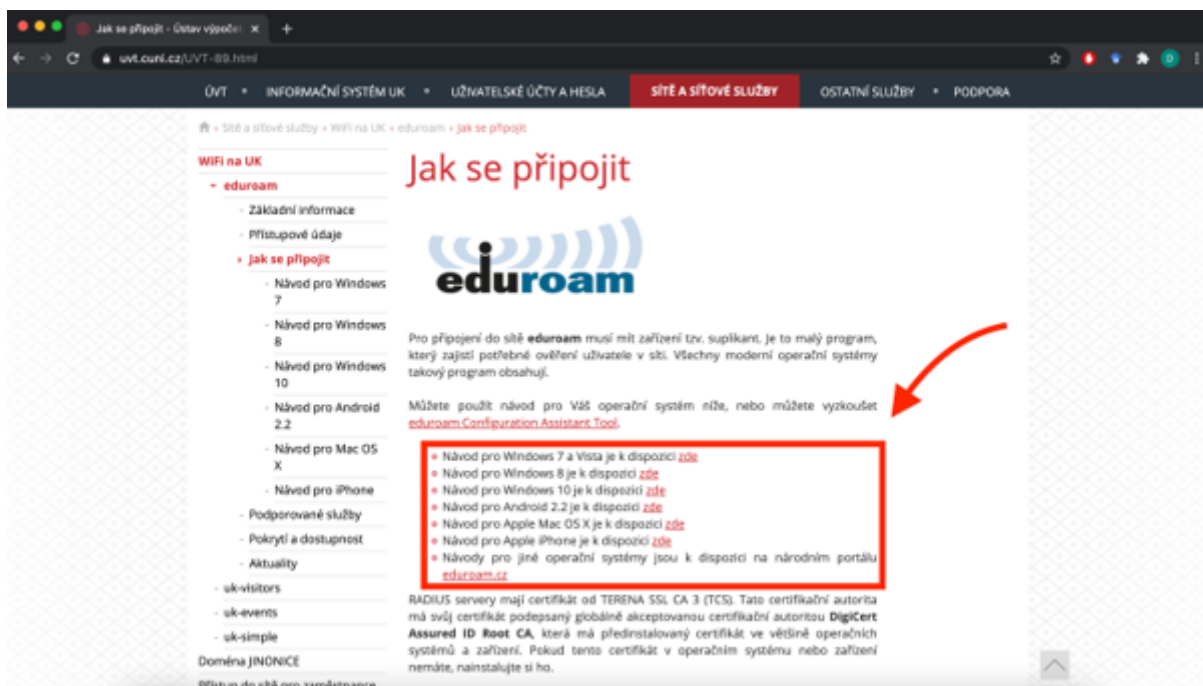 Jak se připojit - Ústav výpočet
uvt.cuni.cz/UVT-89.html
ÚVT • INFORMAČNÍ SYSTÉM UK • UŽIVATELSKÉ ÚČTY A HESLA SÍTĚ A SÍŤOVÉ SLUŽBY OSTATNÍ SLUŽBY • PODPORA
Sítě a síťové služby » WiFi na UK » eduroam » Jak se připojit
WiFi na UK
eduroam
Základní informace
Přístupové údaje
Jak se připojit
Návod pro Windows
7
Návod pro Windows
8
Návod pro Windows
10
Návod pro Android
2.2
Návod pro Mac OS
X
Návod pro iPhone
Podporované služby
Pokrytí a dostupnost
Aktuality
uk-visitors
uk-events
uk-simple
Doména JINONICE
Přístup do sítě pro zaměstnance
Jak se připojit
eduroam
Pro připojení do sítě eduroam musí mít zařízení tzv. suplikant. Je to malý program,
který zajistí potřebné ověření uživatele v síti. Všechny moderní operační systémy
takový program obsahují.
Můžete použít návod pro Váš operační systém níže, nebo můžete vyzkoušet
eduroam Configuration Assistant Tool.
Návod pro Windows 7 a Vista je k dispozici zde
Návod pro Windows 8 je k dispozici zde
Návod pro Windows 10 je k dispozici zde
Návod pro Android 2.2 je k dispozici zde
Návod pro Apple Mac OS X je k dispozici zde
Návod pro Apple iPhone je k dispozici zde
Návody pro jiné operační systémy jsou k dispozici na národním portálu
eduroam.cz
RADIUS servery mají certifikát od TERENA SSL CA 3 (TCS). Tato certifikační autorita
má svůj certifikát podepsaný globálně akceptovanou certifikační autoritou DigiCert
Assured ID Root CA, která má předinstalovaný certifikát ve většině operačních
systémů a zařízení. Pokud tento certifikát v operačním systému nebo zařízení
nemáte, nainstalujte si ho.